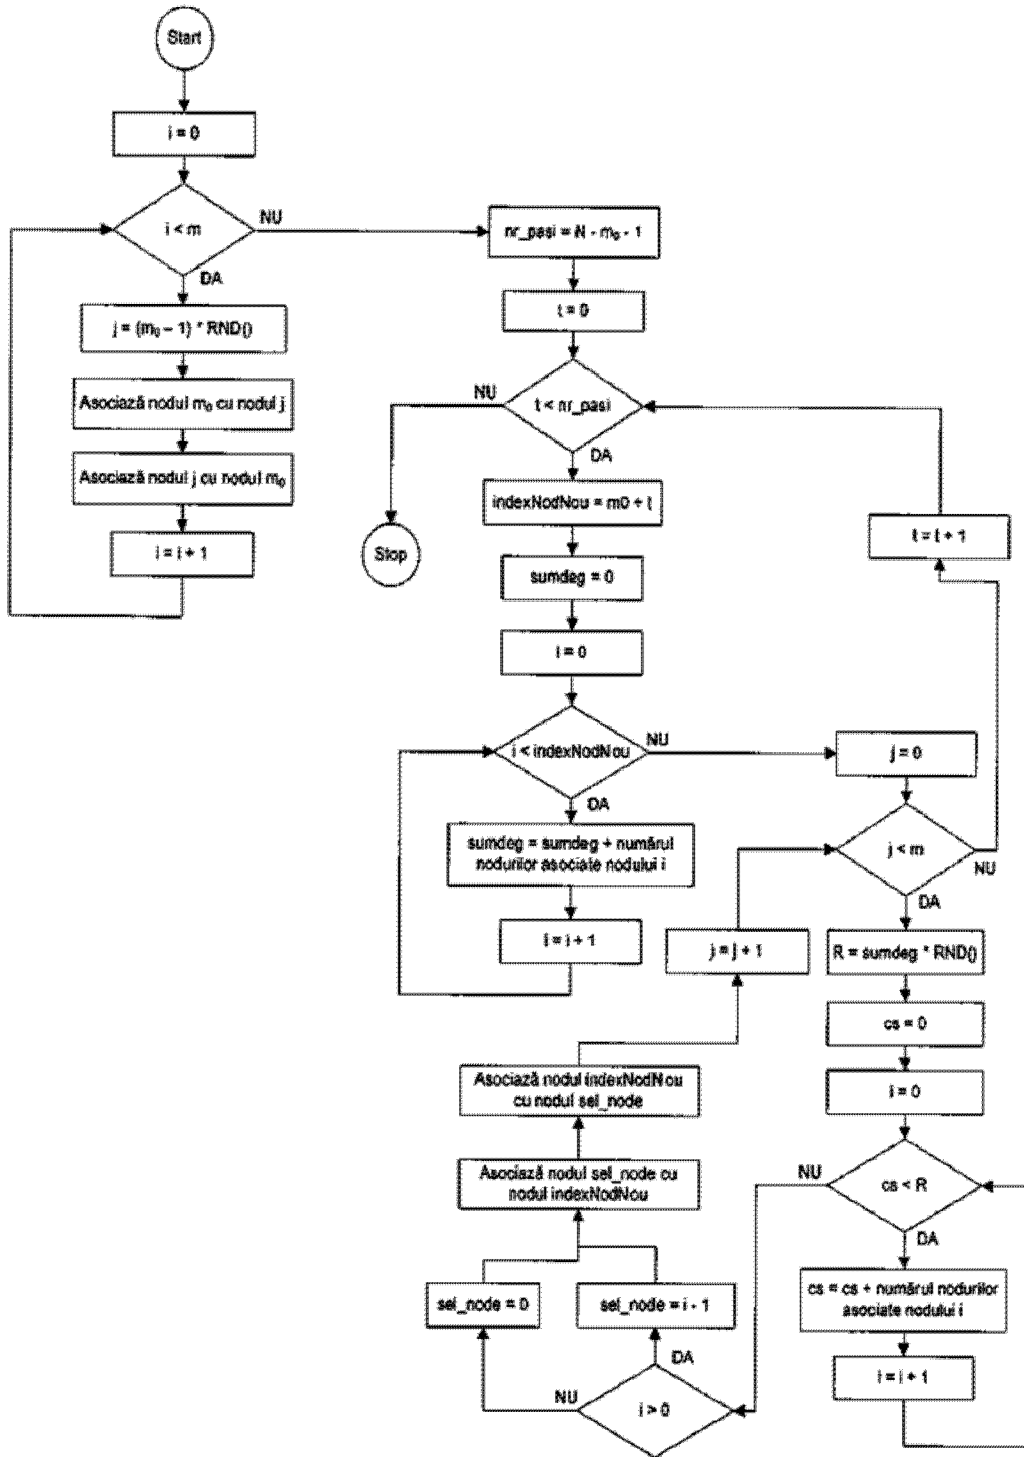 Start
i = 0
i < m
NU
DA
j = (m₀ – 1) * RND()
Asociază nodul m₀ cu nodul j
Asociază nodul j cu nodul m₀
i = i + 1
nr_pasi = N - m₀ - 1
t = 0
t < nr_pasi
NU
DA
Stop
indexNodNou = m0 + t
sumdeg = 0
i = 0
i < indexNodNou
NU
DA
sumdeg = sumdeg + numărul
nodurilor asociate nodului i
i = i + 1
t = t + 1
j = 0
j < m
NU
DA
j = j + 1
R = sumdeg * RND()
cs = 0
i = 0
cs < R
NU
DA
cs = cs + numărul nodurilor
asociate nodului i
i = i + 1
i > 0
NU
DA
sel_node = 0
sel_node = i - 1
Asociază nodul sel_node cu
nodul indexNodNou
Asociază nodul indexNodNou
cu nodul sel_node